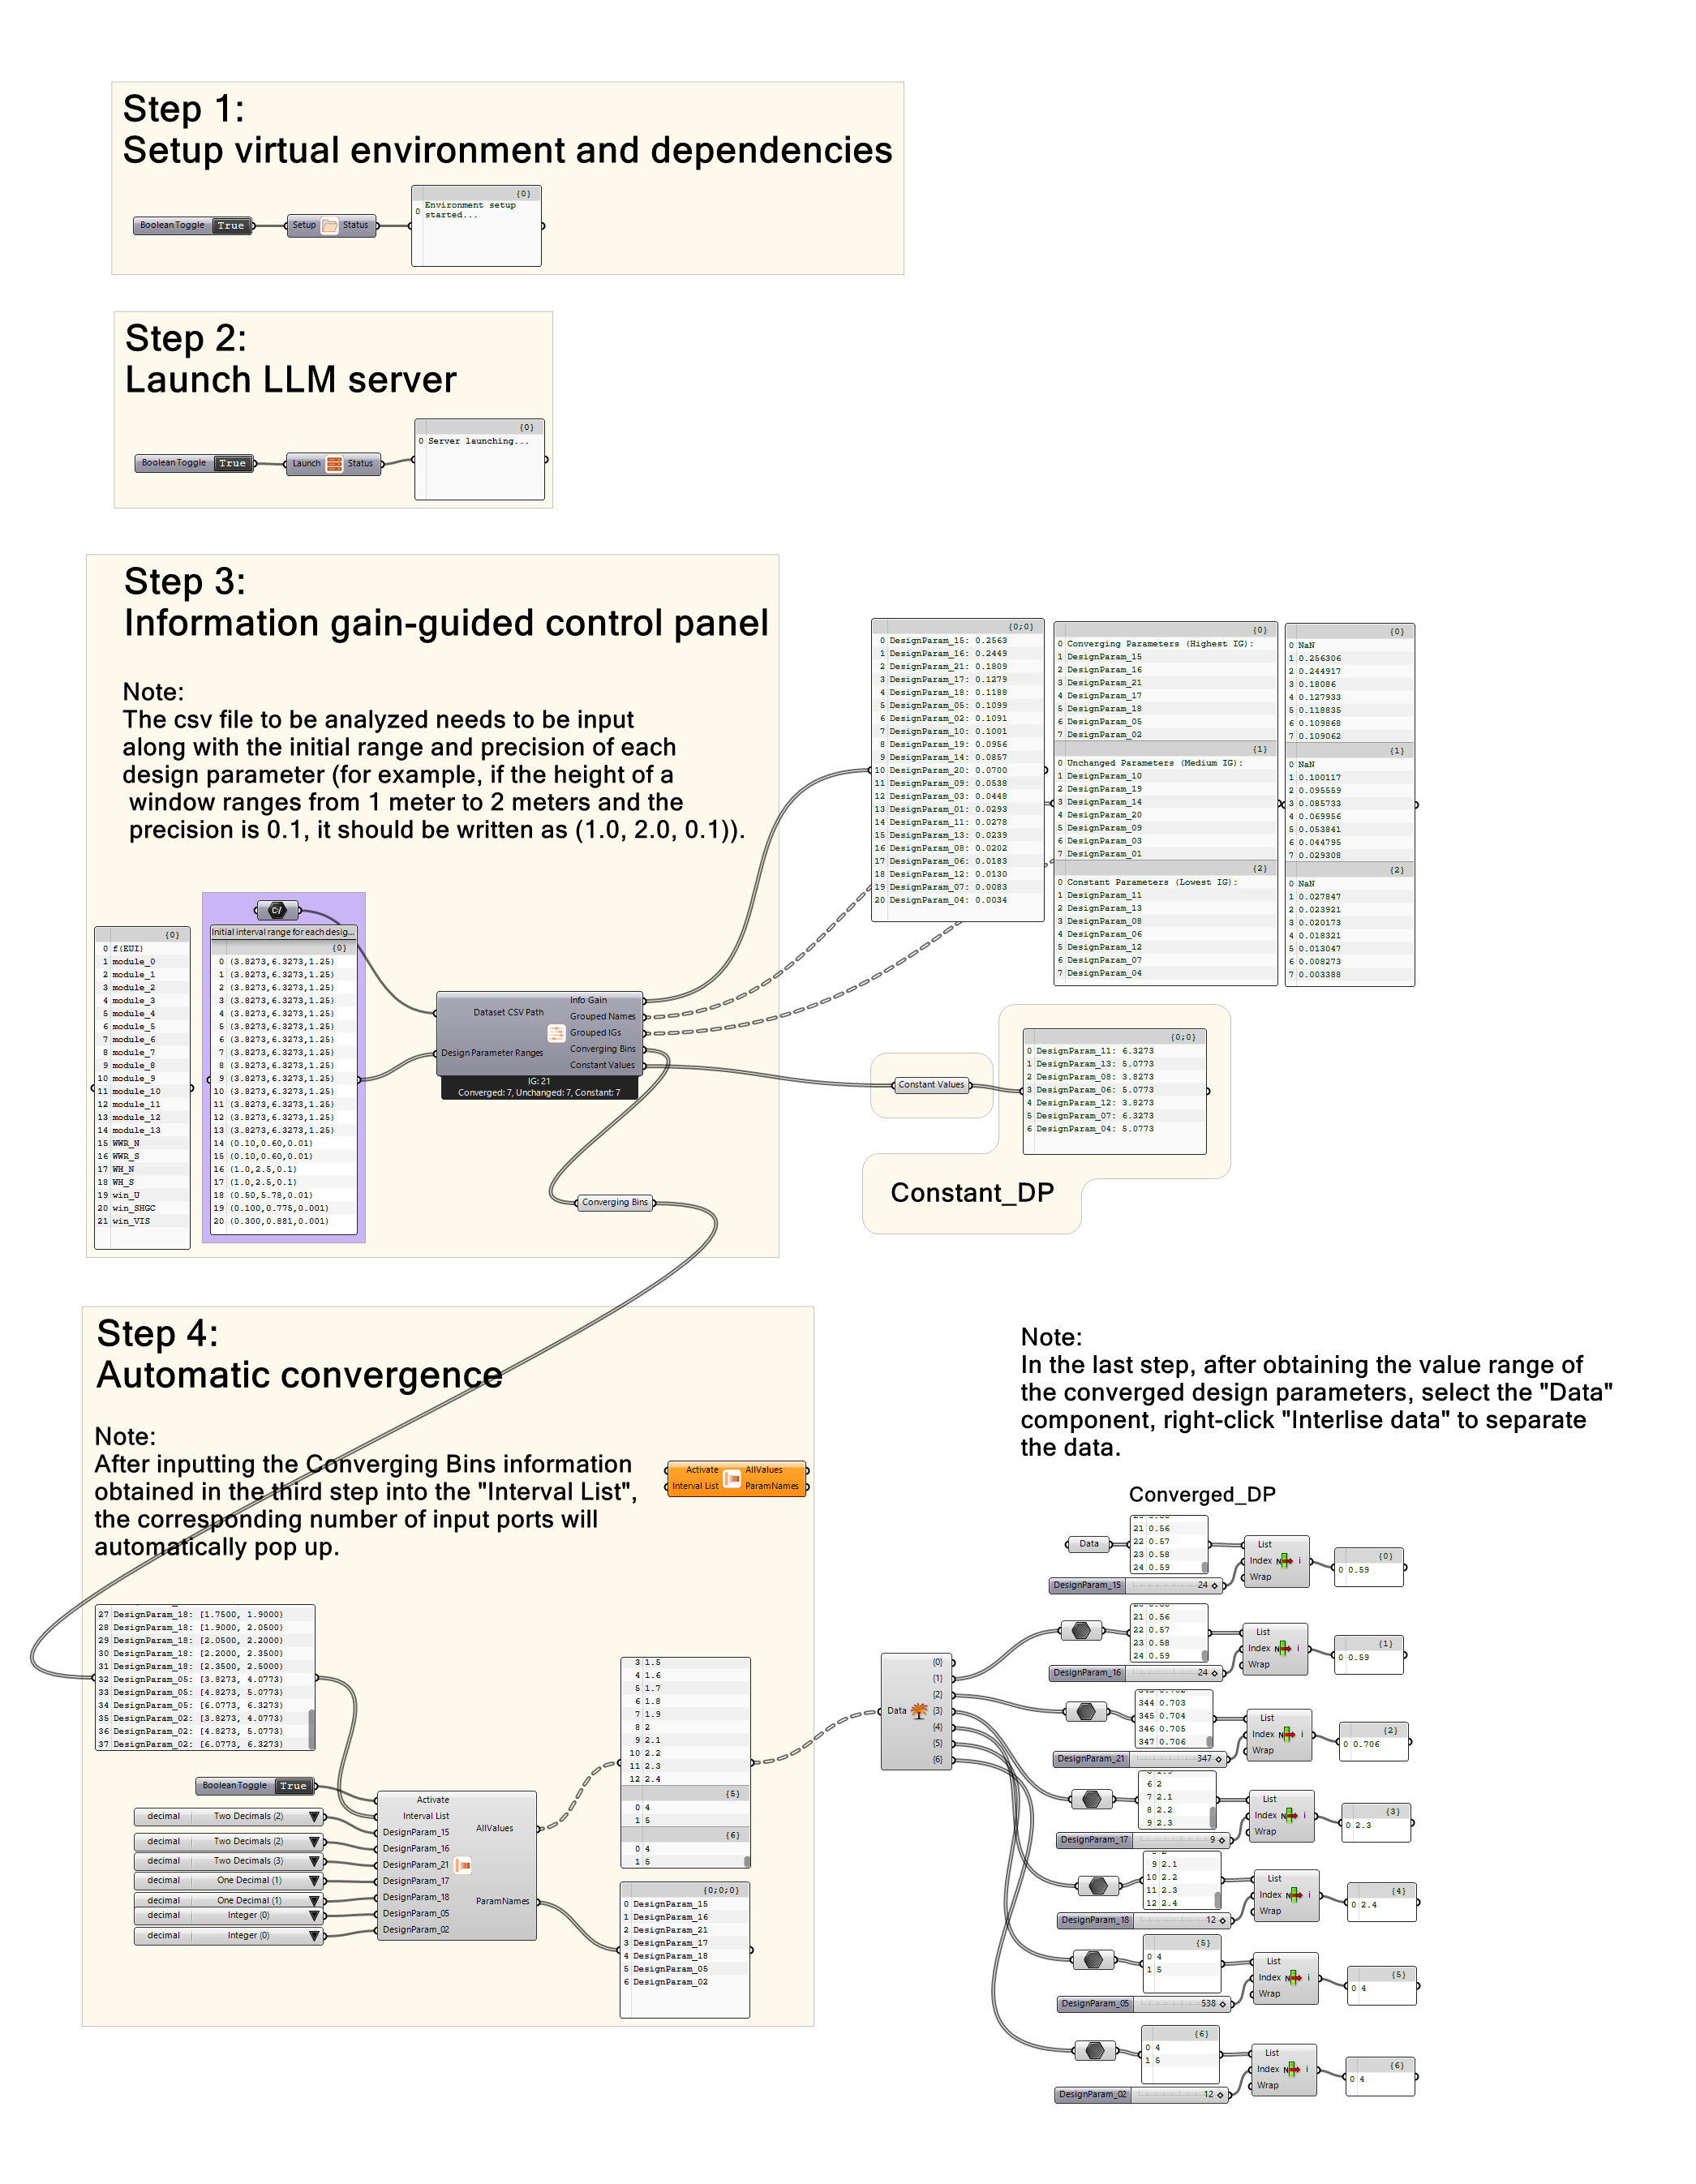 Step 1:
Setup virtual environment and dependencies
{0}
0 Environment setup
started...
Boolean Toggle True
Setup Status
Step 2:
Launch LLM server
{0}
0 Server launching...
Boolean Toggle True
Launch Status
Step 3:
Information gain-guided control panel
Note:
The csv file to be analyzed needs to be input
along with the initial range and precision of each
design parameter (for example, if the height of a
window ranges from 1 meter to 2 meters and the
precision is 0.1, it should be written as (1.0, 2.0, 0.1)).
{0}
0 f(EUI)
1 module_0
2 module_1
3 module_2
4 module_3
5 module_4
6 module_5
7 module_6
8 module_7
9 module_8
10 module_9
11 module_10
12 module_11
13 module_12
14 module_13
15 WWR_N
16 WWR_S
17 WH_N
18 WH_S
19 win_U
20 win_SHGC
21 win_VIS
C/
Initial interval range for each desig...
{0}
0 (3.8273,6.3273,1.25)
1 (3.8273,6.3273,1.25)
2 (3.8273,6.3273,1.25)
3 (3.8273,6.3273,1.25)
4 (3.8273,6.3273,1.25)
5 (3.8273,6.3273,1.25)
6 (3.8273,6.3273,1.25)
7 (3.8273,6.3273,1.25)
8 (3.8273,6.3273,1.25)
9 (3.8273,6.3273,1.25)
10 (3.8273,6.3273,1.25)
11 (3.8273,6.3273,1.25)
12 (3.8273,6.3273,1.25)
13 (3.8273,6.3273,1.25)
14 (0.10,0.60,0.01)
15 (0.10,0.60,0.01)
16 (1.0,2.5,0.1)
17 (1.0,2.5,0.1)
18 (0.50,5.78,0.01)
19 (0.100,0.775,0.001)
20 (0.300,0.881,0.001)
Dataset CSV Path
Design Parameter Ranges
Info Gain
Grouped Names
Grouped IGs
Converging Bins
Constant Values
IG: 21
Converged: 7, Unchanged: 7, Constant: 7
Converging Bins
{0;0}
0 DesignParam_15: 0.2563
1 DesignParam_16: 0.2449
2 DesignParam_21: 0.1809
3 DesignParam_17: 0.1279
4 DesignParam_18: 0.1188
5 DesignParam_05: 0.1099
6 DesignParam_02: 0.1091
7 DesignParam_10: 0.1001
8 DesignParam_19: 0.0956
9 DesignParam_14: 0.0857
10 DesignParam_20: 0.0700
11 DesignParam_09: 0.0538
12 DesignParam_03: 0.0448
13 DesignParam_01: 0.0293
14 DesignParam_11: 0.0278
15 DesignParam_13: 0.0239
16 DesignParam_08: 0.0202
17 DesignParam_06: 0.0183
18 DesignParam_12: 0.0130
19 DesignParam_07: 0.0083
20 DesignParam_04: 0.0034
{0}
0 Converging Parameters (Highest IG):
1 DesignParam_15
2 DesignParam_16
3 DesignParam_21
4 DesignParam_17
5 DesignParam_18
6 DesignParam_05
7 DesignParam_02
{1}
0 Unchanged Parameters (Medium IG):
1 DesignParam_10
2 DesignParam_19
3 DesignParam_14
4 DesignParam_20
5 DesignParam_09
6 DesignParam_03
7 DesignParam_01
{2}
0 Constant Parameters (Lowest IG):
1 DesignParam_11
2 DesignParam_13
3 DesignParam_08
4 DesignParam_06
5 DesignParam_12
6 DesignParam_07
7 DesignParam_04
{0}
0 NaN
1 0.256306
2 0.244917
3 0.18086
4 0.127933
5 0.118835
6 0.109868
7 0.109062
{1}
0 NaN
1 0.100117
2 0.095559
3 0.085733
4 0.069956
5 0.053841
6 0.044795
7 0.029308
{2}
0 NaN
1 0.027847
2 0.023921
3 0.020173
4 0.018321
5 0.013047
6 0.008273
7 0.003388
Constant Values
{0;0}
0 DesignParam_11: 6.3273
1 DesignParam_13: 5.0773
2 DesignParam_08: 3.8273
3 DesignParam_06: 5.0773
4 DesignParam_12: 3.8273
5 DesignParam_07: 6.3273
6 DesignParam_04: 5.0773
Constant_DP
Step 4:
Automatic convergence
Note:
After inputting the Converging Bins information
obtained in the third step into the "Interval List",
the corresponding number of input ports will
automatically pop up.
Activate AllValues
Interval List ParamNames
27 DesignParam_18: [1.7500, 1.9000)
28 DesignParam_18: [1.9000, 2.0500)
29 DesignParam_18: [2.0500, 2.2000)
30 DesignParam_18: [2.2000, 2.3500)
31 DesignParam_18: [2.3500, 2.5000)
32 DesignParam_05: [3.8273, 4.0773)
33 DesignParam_05: [4.8273, 5.0773)
34 DesignParam_05: [6.0773, 6.3273)
35 DesignParam_02: [3.8273, 4.0773)
36 DesignParam_02: [4.8273, 5.0773)
37 DesignParam_02: [6.0773, 6.3273)
Boolean Toggle True
decimal Two Decimals (2)
decimal Two Decimals (2)
decimal Two Decimals (3)
decimal One Decimal (1)
decimal One Decimal (1)
decimal Integer (0)
decimal Integer (0)
Activate
Interval List
DesignParam_15
DesignParam_16
DesignParam_21
DesignParam_17
DesignParam_18
DesignParam_05
DesignParam_02
AllValues
ParamNames
3 1.5
4 1.6
5 1.7
6 1.8
7 1.9
8 2
9 2.1
10 2.2
11 2.3
12 2.4
{5}
0 4
1 5
{6}
0 4
1 5
{0;0;0}
0 DesignParam_15
1 DesignParam_16
2 DesignParam_21
3 DesignParam_17
4 DesignParam_18
5 DesignParam_05
6 DesignParam_02
Note:
In the last step, after obtaining the value range of
the converged design parameters, select the "Data"
component, right-click "Interlise data" to separate
the data.
Converged_DP
Data
{0}
{1}
{2}
{3}
{4}
{5}
{6}
Data
21 0.56
22 0.57
23 0.58
24 0.59
DesignParam_15 24
List
Index i
Wrap
{0}
0 0.59
21 0.56
22 0.57
23 0.58
24 0.59
DesignParam_16 24
List
Index i
Wrap
{1}
0 0.59
344 0.703
345 0.704
346 0.705
347 0.706
DesignParam_21 347
List
Index i
Wrap
{2}
0 0.706
6 2
7 2.1
8 2.2
9 2.3
DesignParam_17 9
List
Index i
Wrap
{3}
0 2.3
9 2.1
10 2.2
11 2.3
12 2.4
DesignParam_18 12
List
Index i
Wrap
{4}
0 2.4
{5}
0 4
1 5
DesignParam_05 538
List
Index i
Wrap
{5}
0 4
{6}
0 4
1 5
DesignParam_02 12
List
Index i
Wrap
{6}
0 4